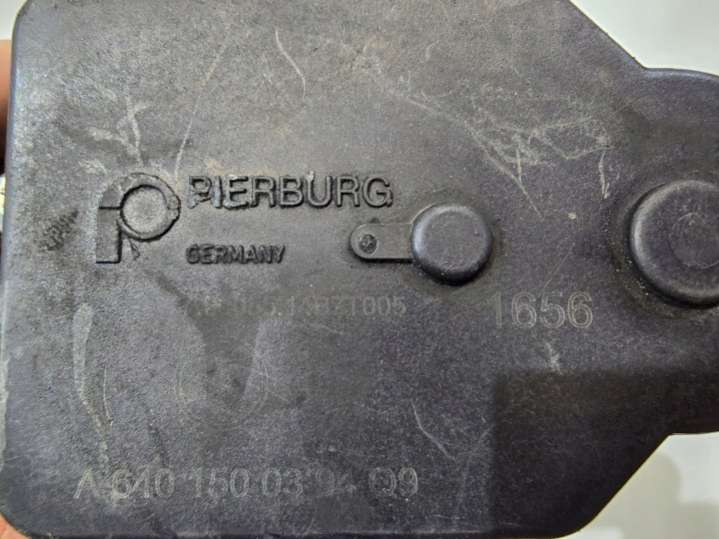 PIERBURG
GERMANY
1656
A 640 150 03 94 Q9